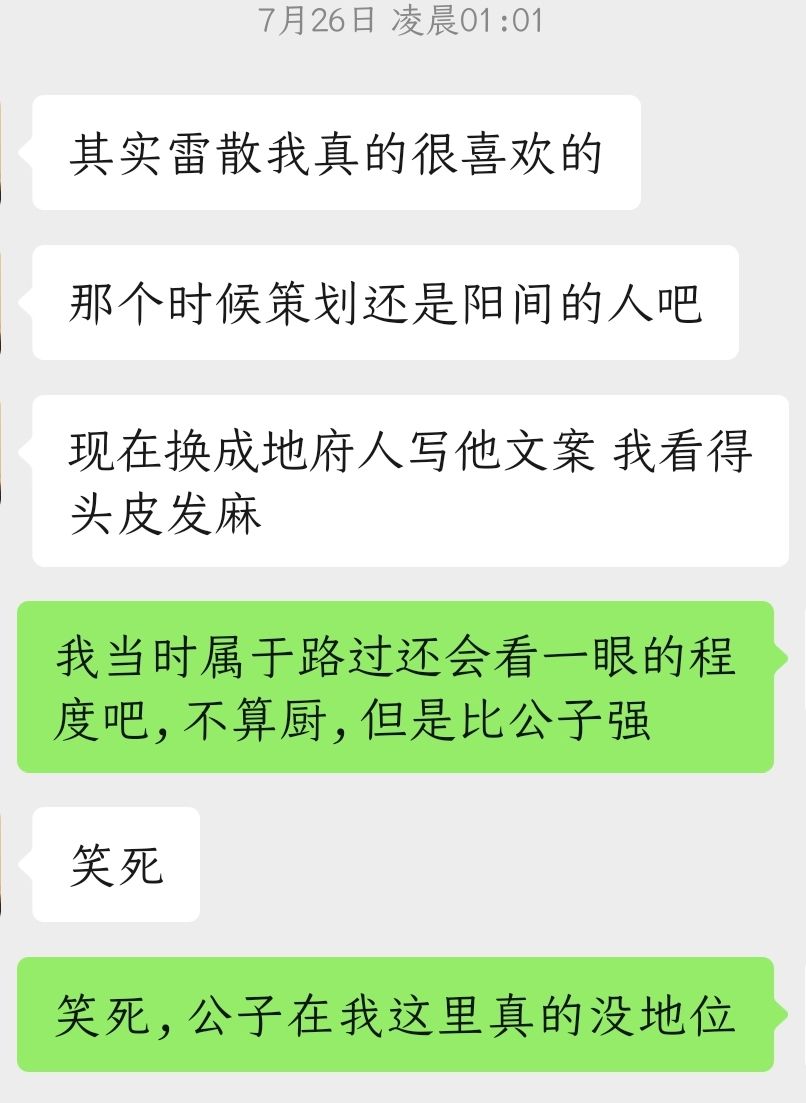 7月26日 凌晨01:01
其实雷散我真的很喜欢的
那个时候策划还是阳间的人吧
现在换成地府人写他文案 我看得
头皮发麻
我当时属于路过还会看一眼的程
度吧,不算厨,但是比公子强
笑死
笑死,公子在我这里真的没地位